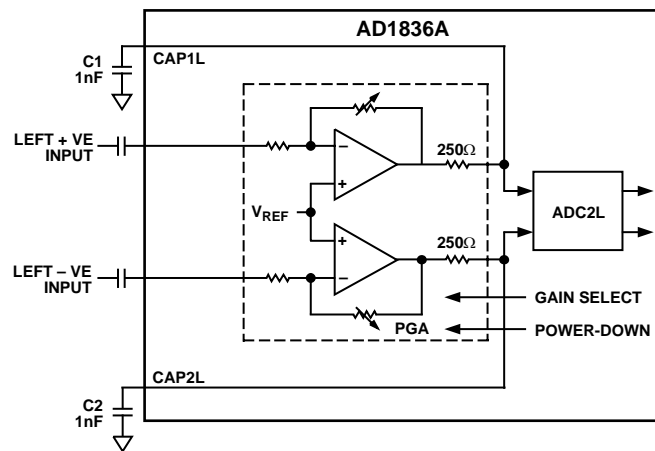 AD1836A
C1
1nF
CAP1L
LEFT + VE
INPUT
250Ω
–
+
VREF
ADC2L
250Ω
+
–
LEFT – VE
INPUT
GAIN SELECT
PGA
POWER-DOWN
C2
1nF
CAP2L